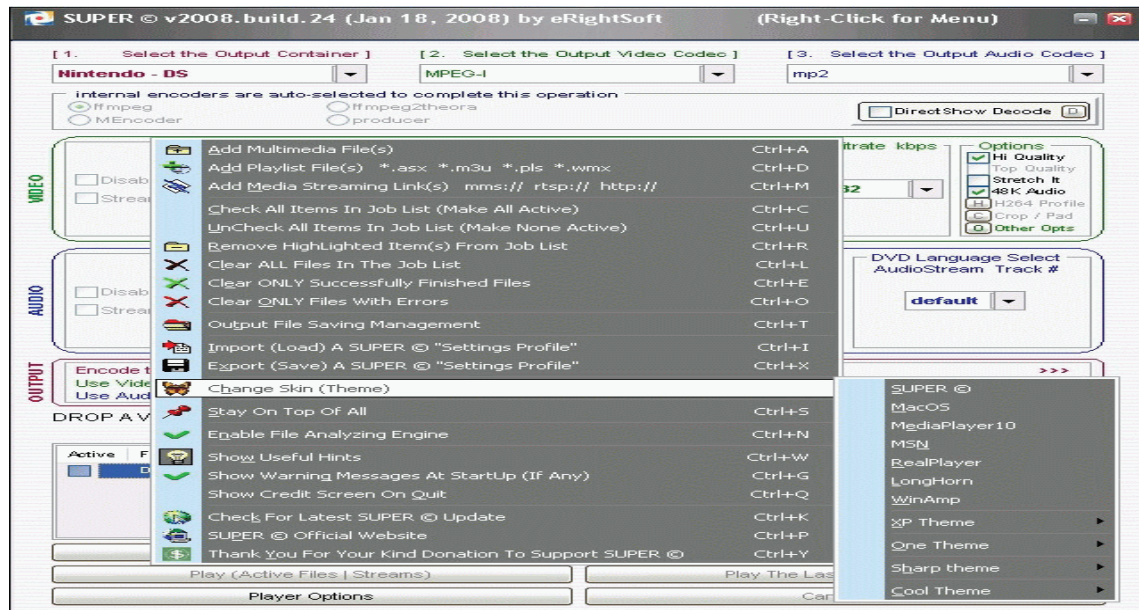 SUPER © v2008.build.24 (Jan 18, 2008) by eRightSoft (Right-Click for Menu)
[ 1. Select the Output Container ] [ 2. Select the Output Video Codec ] [ 3. Select the Output Audio Codec ]
Nintendo - DS MPEG-I mp2
internal encoders are auto-selected to complete this operation
ffmpeg ffmpeg2theora
MEncoder producer
DirectShow Decode D
VIDEO
Disab
Strea
itrate kbps
32
Options
Hi Quality
Top Quality
Stretch It
48K Audio
H H264 Profile
C Crop / Pad
O Other Opts
AUDIO
Disab
Strea
DVD Language Select
AudioStream Track #
default
OUTPUT
Encode t
Use Vide
Use Aud
>>>
DROP A V
Active F
D
Add Multimedia File(s) Ctrl+A
Add Playlist File(s) *.asx *.m3u *.pls *.wmx Ctrl+D
Add Media Streaming Link(s) mms:// rtsp:// http:// Ctrl+M
Check All Items In Job List (Make All Active) Ctrl+C
UnCheck All Items In Job List (Make None Active) Ctrl+U
Remove HighLighted Item(s) From Job List Ctrl+R
Clear ALL Files In The Job List Ctrl+L
Clear ONLY Successfully Finished Files Ctrl+E
Clear ONLY Files With Errors Ctrl+O
Output File Saving Management Ctrl+T
Import (Load) A SUPER © "Settings Profile" Ctrl+I
Export (Save) A SUPER © "Settings Profile" Ctrl+X
Change Skin (Theme)
Stay On Top Of All Ctrl+S
Enable File Analyzing Engine Ctrl+N
Show Useful Hints Ctrl+W
Show Warning Messages At StartUp (If Any) Ctrl+G
Show Credit Screen On Quit Ctrl+Q
Check For Latest SUPER © Update Ctrl+K
SUPER © Official Website Ctrl+P
Thank You For Your Kind Donation To Support SUPER © Ctrl+Y
SUPER ©
MacOS
MediaPlayer10
MSN
RealPlayer
LongHorn
WinAmp
XP Theme
One Theme
Sharp theme
Cool Theme
Play (Active Files | Streams) Play The Las
Player Options Can